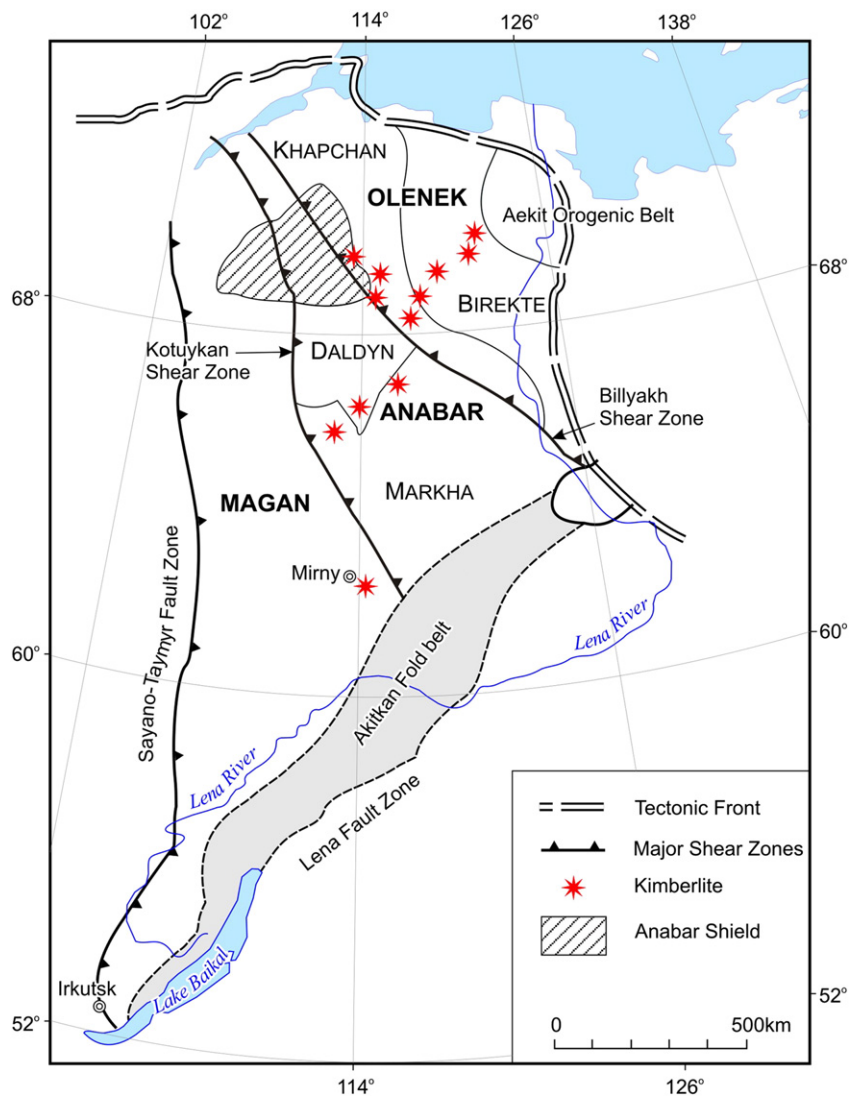 102°
114°
126°
138°
KHAPCHAN
OLENEK
Aekit Orogenic Belt
68°
68°
BIREKTE
Kotuykan
Shear Zone
DALDYN
Billyakh
Shear Zone
ANABAR
MAGAN
MARKHA
Mirny
Sayano-Taymyr Fault Zone
Lena River
60°
60°
Akitkan Fold belt
Lena River
Lena Fault Zone
Tectonic Front
Major Shear Zones
Kimberlite
Anabar Shield
Lake Baikal
Irkutsk
52°
52°
0
500km
114°
126°